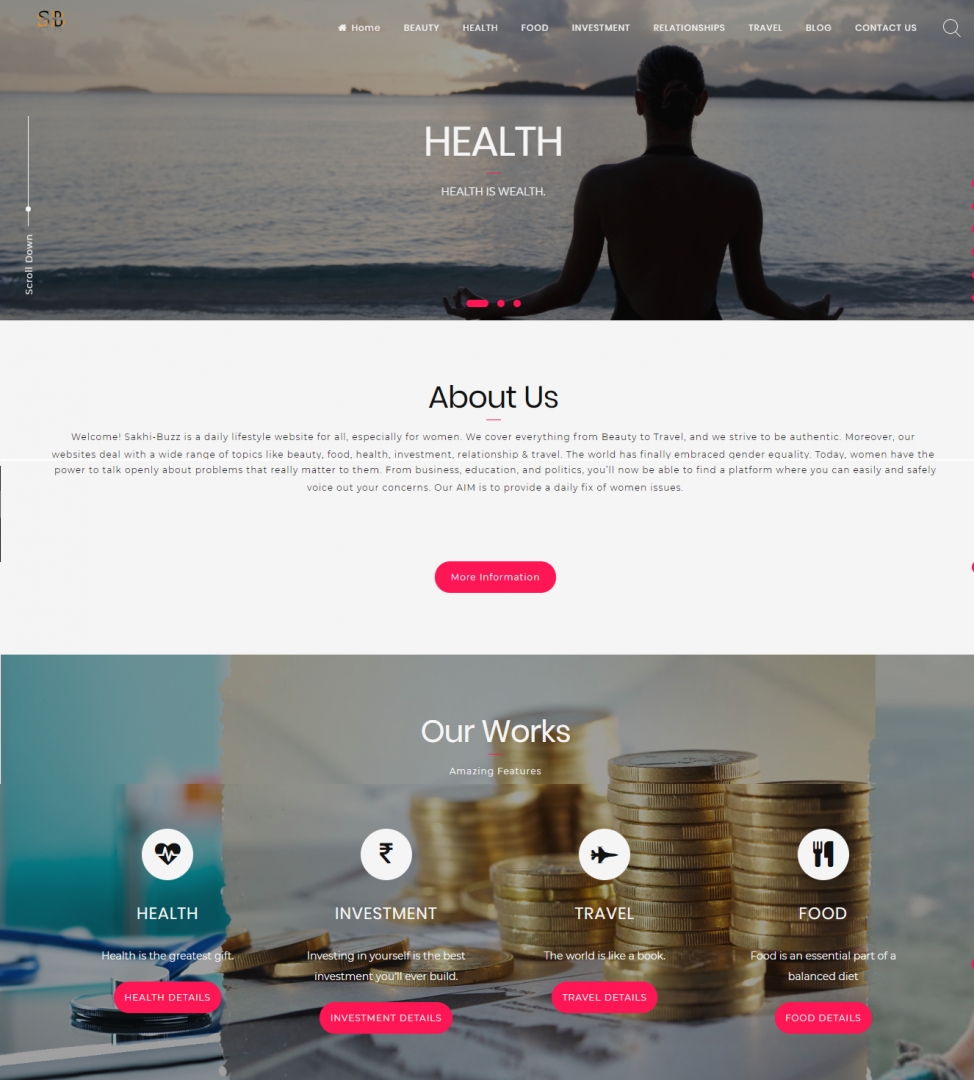 SB
Home BEAUTY HEALTH FOOD INVESTMENT RELATIONSHIPS TRAVEL BLOG CONTACT US
HEALTH
HEALTH IS WEALTH.
Scroll Down
About Us
Welcome! Sakhi-Buzz is a daily lifestyle website for all, especially for women. We cover everything from Beauty to Travel, and we strive to be authentic. Moreover, our
websites deal with a wide range of topics like beauty, food, health, investment, relationship & travel. The world has finally embraced gender equality. Today, women have the
power to talk openly about problems that really matter to them. From business, education, and politics, you'll now be able to find a platform where you can easily and safely
voice out your concerns. Our AIM is to provide a daily fix of women issues.
More Information
Our Works
Amazing Features
HEALTH
Health is the greatest gift.
HEALTH DETAILS
INVESTMENT
Investing in yourself is the best
investment you'll ever build.
INVESTMENT DETAILS
TRAVEL
The world is like a book.
TRAVEL DETAILS
FOOD
Food is an essential part of a
balanced diet
FOOD DETAILS